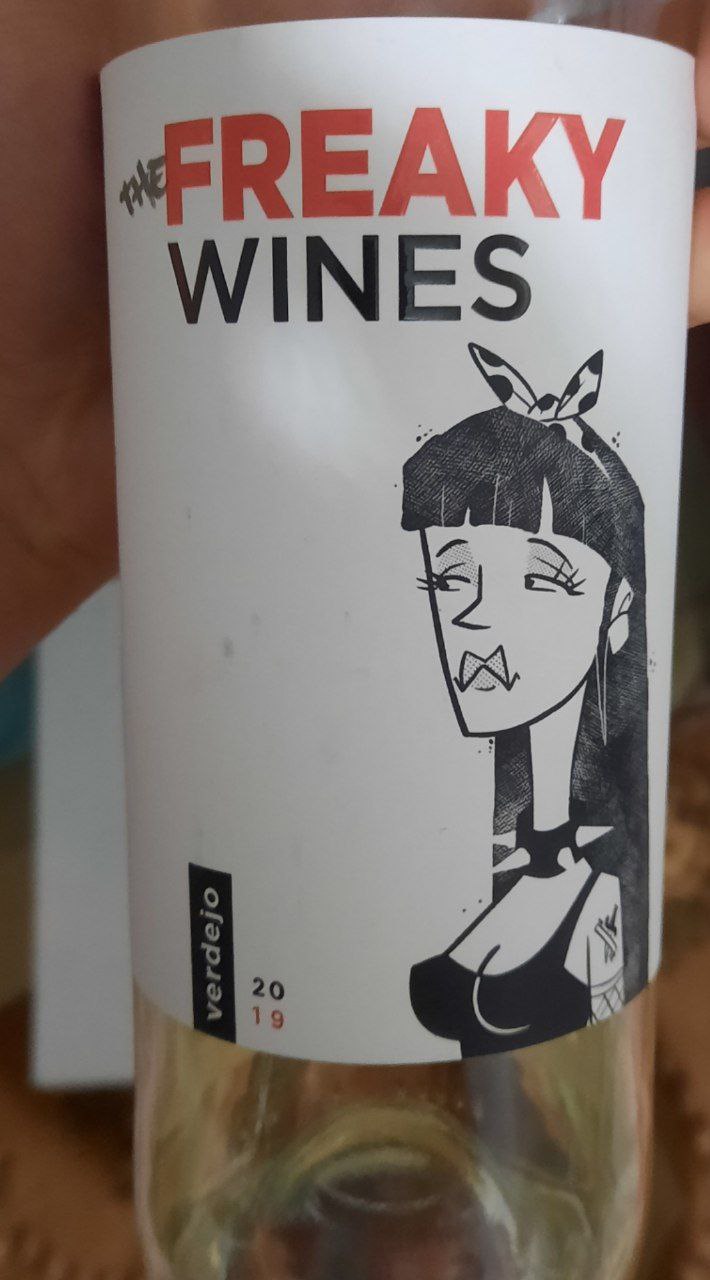 THE FREAKY
WINES
verdejo
20
19